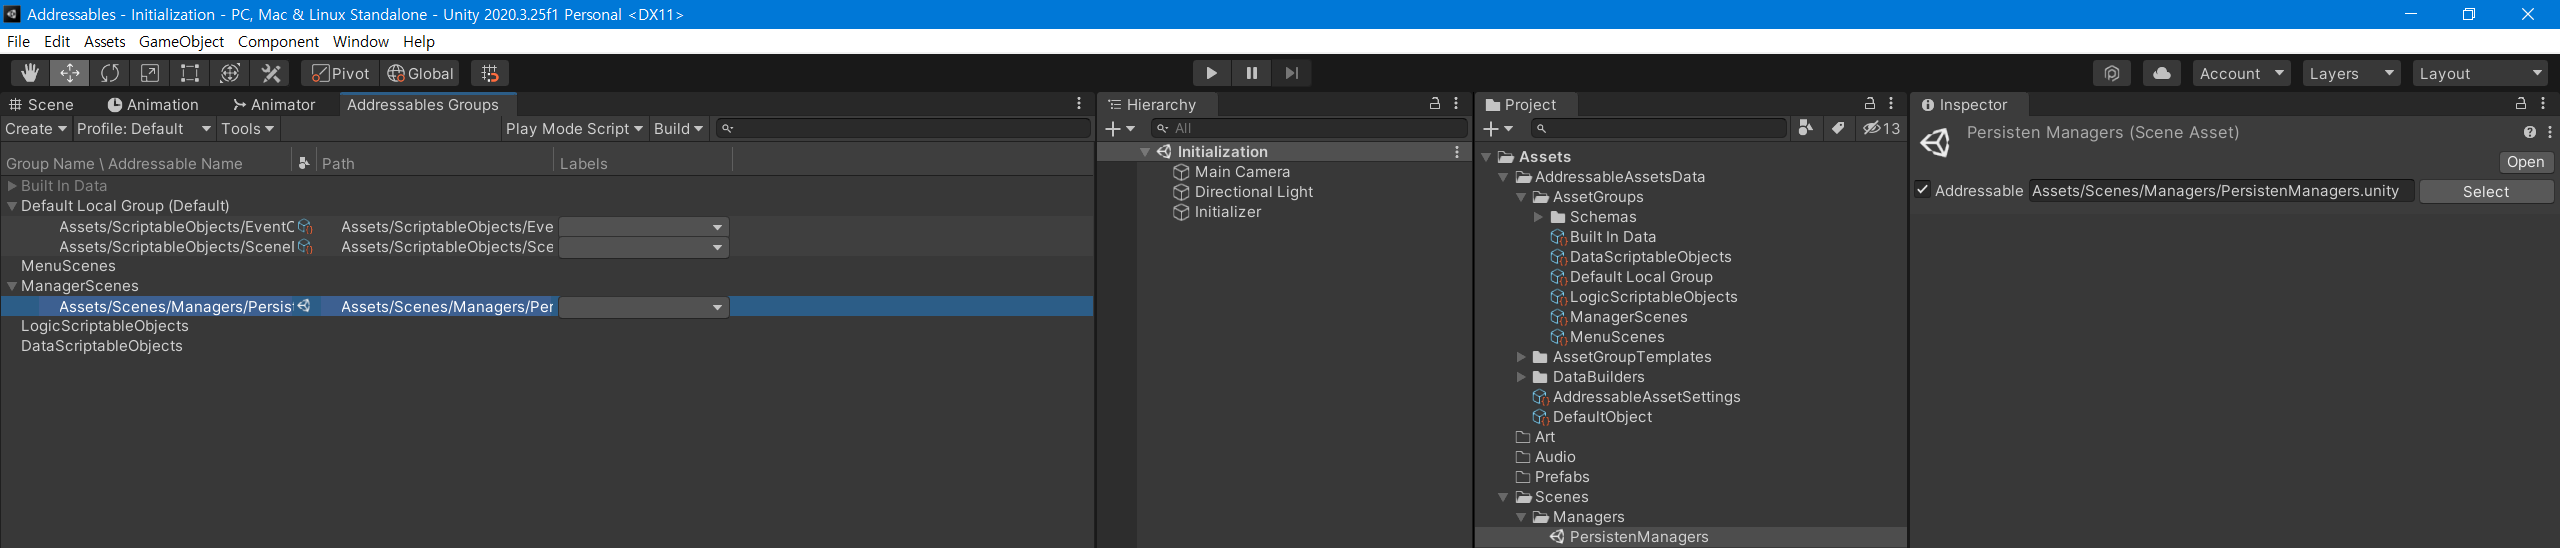 Addressables - Initialization - PC, Mac & Linux Standalone - Unity 2020.3.25f1 Personal <DX11>
File Edit Assets GameObject Component Window Help
Pivot Global Account Layers Layout
Scene Animation Animator Addressables Groups
Create Profile: Default Tools Play Mode Script Build
Group Name \ Addressable Name Path Labels
Built In Data
Default Local Group (Default)
Assets/ScriptableObjects/EventC Assets/ScriptableObjects/Eve
Assets/ScriptableObjects/SceneI Assets/ScriptableObjects/Sce
MenuScenes
ManagerScenes
Assets/Scenes/Managers/Persist Assets/Scenes/Managers/Per
LogicScriptableObjects
DataScriptableObjects
Hierarchy
All
Initialization
Main Camera
Directional Light
Initializer
Project
13
Assets
AddressableAssetsData
AssetGroups
Schemas
Built In Data
DataScriptableObjects
Default Local Group
LogicScriptableObjects
ManagerScenes
MenuScenes
AssetGroupTemplates
DataBuilders
AddressableAssetSettings
DefaultObject
Art
Audio
Prefabs
Scenes
Managers
PersistenManagers
Inspector
Persisten Managers (Scene Asset)
Open
Addressable Assets/Scenes/Managers/PersistenManagers.unity Select